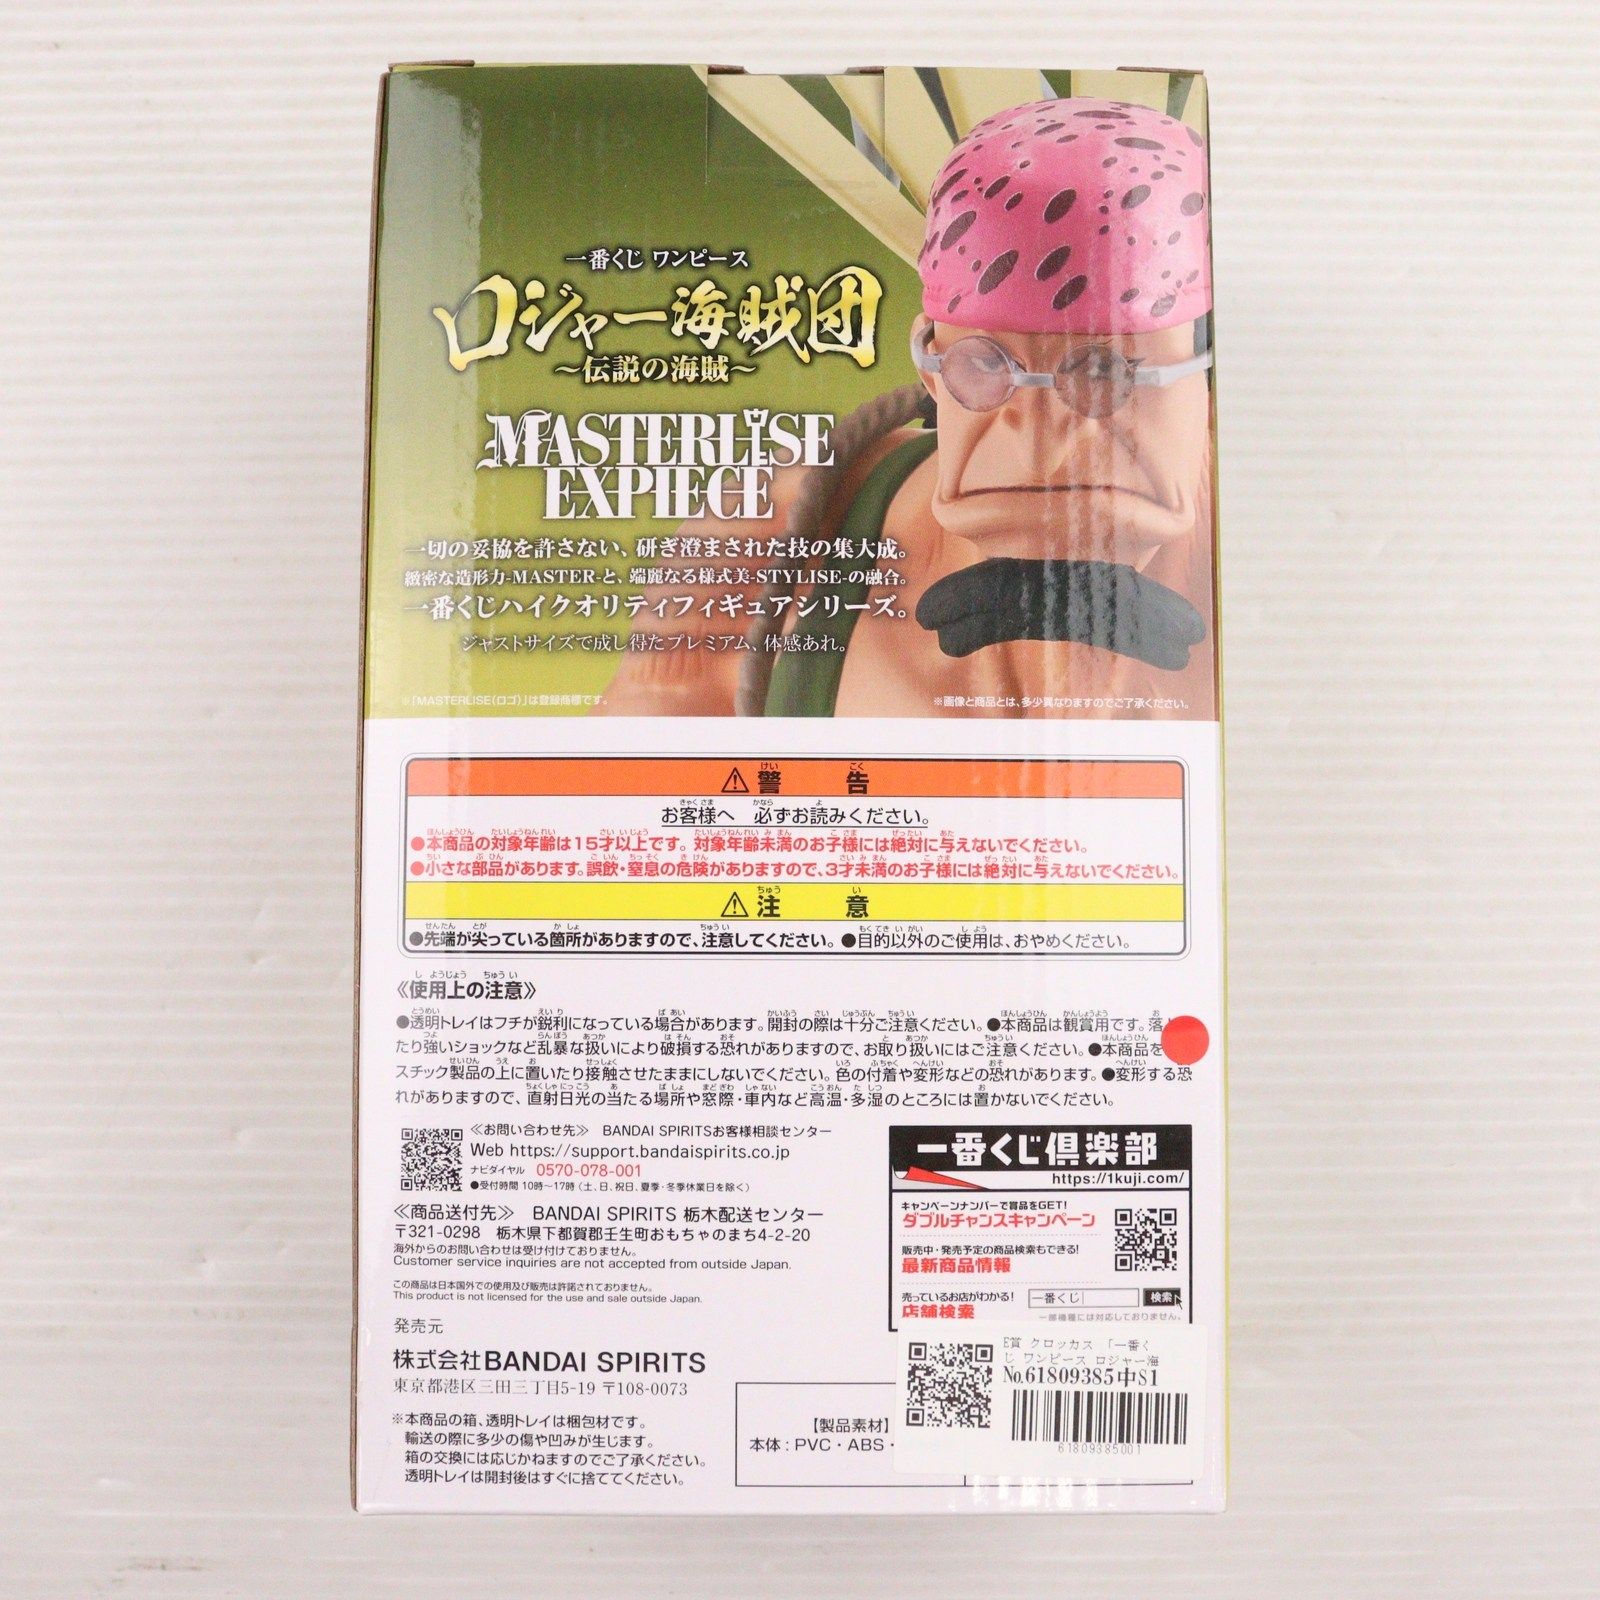 一番くじ ワンピース
ロジャー海賊団
～伝説の海賊～
MASTERLISE
EXPIECE
一切の妥協を許さない、研ぎ澄まされた技の集大成。
緻密な造形力-MASTER-と、端麗なる様式美-STYLISE-の融合。
一番くじハイクオリティフィギュアシリーズ。
ジャストサイズで成し得たプレミアム、体感あれ。
※「MASTERLISE(ロゴ)」は登録商標です。
※画像と商品とは、多少異なりますのでご了承ください。
⚠警告
お客様へ 必ずお読みください。
●本商品の対象年齢は15才以上です。対象年齢未満のお子様には絶対に与えないでください。
●小さな部品があります。誤飲・窒息の危険がありますので、3才未満のお子様には絶対に与えないでください。
⚠注意
●先端が尖っている箇所がありますので、注意してください。●目的以外のご使用は、おやめください。
《使用上の注意》
●透明トレイはフチが鋭利になっている場合があります。開封の際は十分ご注意ください。●本商品は観賞用です。落
たり強いショックなど乱暴な扱いにより破損する恐れがありますので、お取り扱いにはご注意ください。●本商品を
スチック製品の上に置いたり接触させたままにしないでください。色の付着や変形などの恐れがあります。●変形する恐
れがありますので、直射日光の当たる場所や窓際・車内など高温・多湿のところには置かないでください。
≪お問い合わせ先≫ BANDAI SPIRITSお客様相談センター
Web https://support.bandaispirits.co.jp
ナビダイヤル 0570-078-001
●受付時間 10時～17時(土、日、祝日、夏季・冬季休業日を除く)
≪商品送付先≫ BANDAI SPIRITS 栃木配送センター
〒321-0298 栃木県下都賀郡壬生町おもちゃのまち4-2-20
海外からのお問い合わせは受け付けておりません。
Customer service inquiries are not accepted from outside Japan.
この商品は日本国外での使用及び販売は許諾されておりません。
This product is not licensed for the use and sale outside Japan.
発売元
株式会社BANDAI SPIRITS
東京都港区三田三丁目5-19 〒108-0073
※本商品の箱、透明トレイは梱包材です。
輸送の際に多少の傷や凹みが生じます。
箱の交換には応じかねますのでご了承ください。
透明トレイは開封後はすぐに捨ててください。
一番くじ倶楽部
https://1kuji.com/
キャンペーンナンバーで賞品をGET!
ダブルチャンスキャンペーン
販売中・発売予定の商品検索もできる!
最新商品情報
売っているお店がわかる!
店舗検索
一番くじ 検索
一部機種には対応しておりません。
【製品素材】
本体:PVC・ABS・
E賞 クロッカス 「一番く
じ ワンピース ロジャー海
No.61809385中S1
61809385001